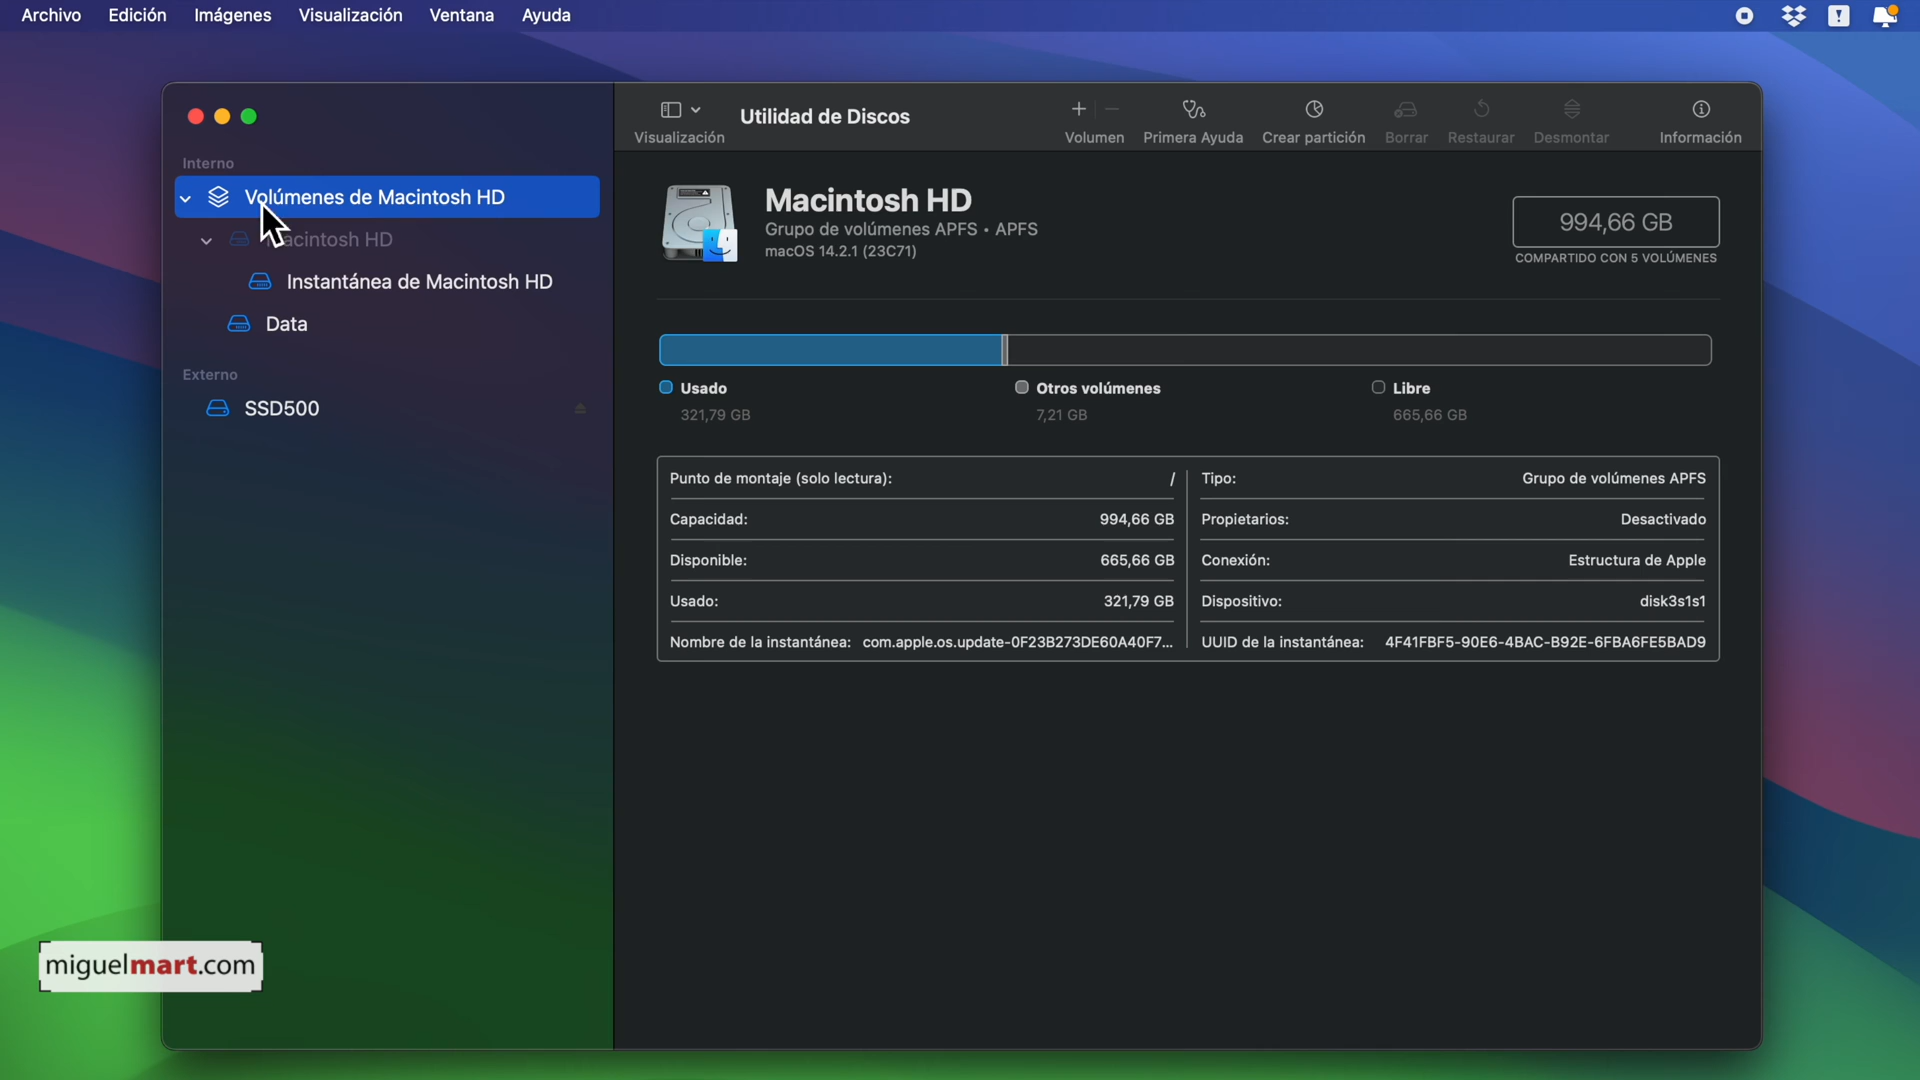 Archivo Edición Imágenes Visualización Ventana Ayuda
Visualización
Utilidad de Discos
Volumen Primera Ayuda Crear partición Borrar Restaurar Desmontar Información
Interno
Volúmenes de Macintosh HD
acintosh HD
Instantánea de Macintosh HD
Data
Externo
SSD500
Macintosh HD
Grupo de volúmenes APFS • APFS
macOS 14.2.1 (23C71)
994,66 GB
COMPARTIDO CON 5 VOLÚMENES
Usado
321,79 GB
Otros volúmenes
7,21 GB
Libre
665,66 GB
Punto de montaje (solo lectura): /
Capacidad: 994,66 GB
Disponible: 665,66 GB
Usado: 321,79 GB
Nombre de la instantánea: com.apple.os.update-0F23B273DE60A40F7...
Tipo: Grupo de volúmenes APFS
Propietarios: Desactivado
Conexión: Estructura de Apple
Dispositivo: disk3s1s1
UUID de la instantánea: 4F41FBF5-90E6-4BAC-B92E-6FBA6FE5BAD9
miguelmart.com